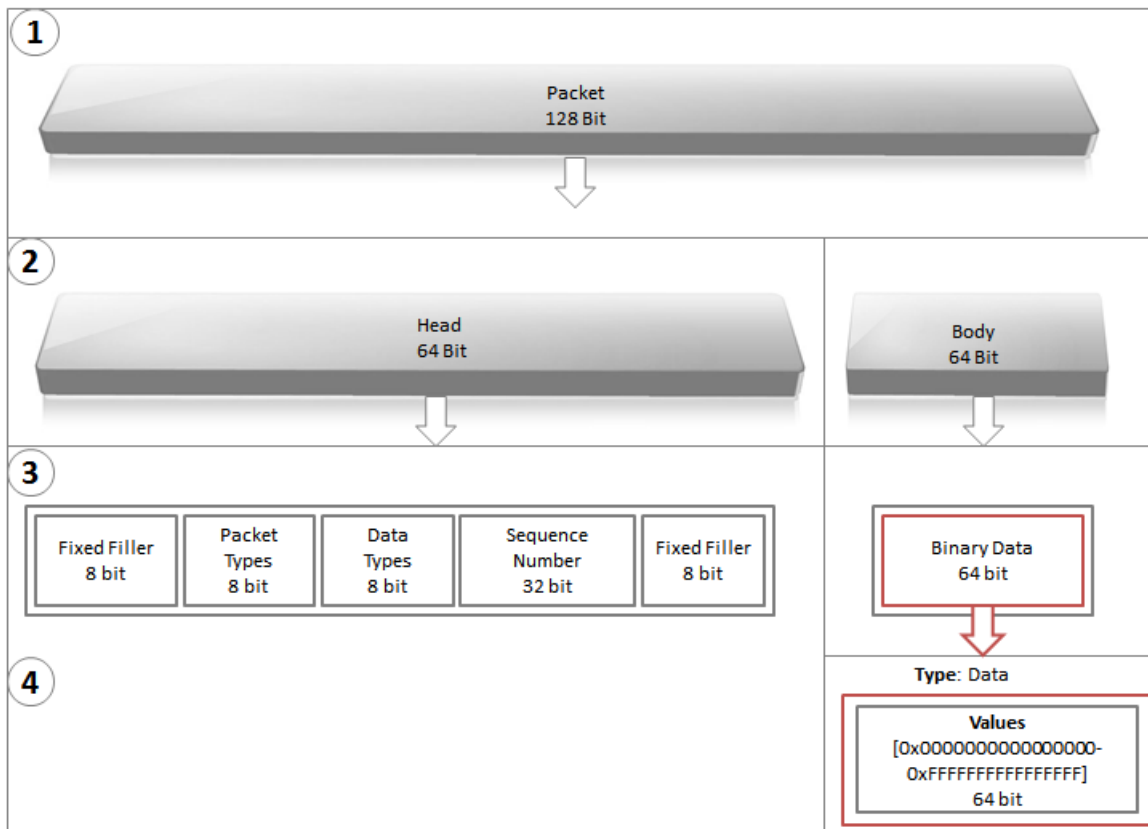 1
Packet
128 Bit
2
Head
64 Bit
Body
64 Bit
3
Fixed Filler
8 bit
Packet
Types
8 bit
Data
Types
8 bit
Sequence
Number
32 bit
Fixed Filler
8 bit
Binary Data
64 bit
4
Type: Data
Values
[0x0000000000000000-
0xFFFFFFFFFFFFFFFF]
64 bit